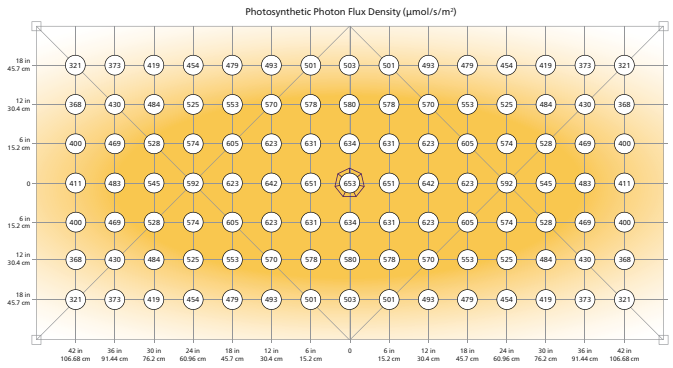 Photosynthetic Photon Flux Density (µmol/s/m²)
18 in
45.7 cm
321 373 419 454 479 493 501 503 501 493 479 454 419 373 321
12 in
30.4 cm
368 430 484 525 553 570 578 580 578 570 553 525 484 430 368
6 in
15.2 cm
400 469 528 574 605 623 631 634 631 623 605 574 528 469 400
0
411 483 545 592 623 642 651 653 651 642 623 592 545 483 411
6 in
15.2 cm
400 469 528 574 605 623 631 634 631 623 605 574 528 469 400
12 in
30.4 cm
368 430 484 525 553 570 578 580 578 570 553 525 484 430 368
18 in
45.7 cm
321 373 419 454 479 493 501 503 501 493 479 454 419 373 321
42 in 36 in 30 in 24 in 18 in 12 in 6 in 0 6 in 12 in 18 in 24 in 30 in 36 in 42 in
106.68 cm 91.44 cm 76.2 cm 60.96 cm 45.7 cm 30.4 cm 15.2 cm 15.2 cm 30.4 cm 45.7 cm 60.96 cm 76.2 cm 91.44 cm 106.68 cm